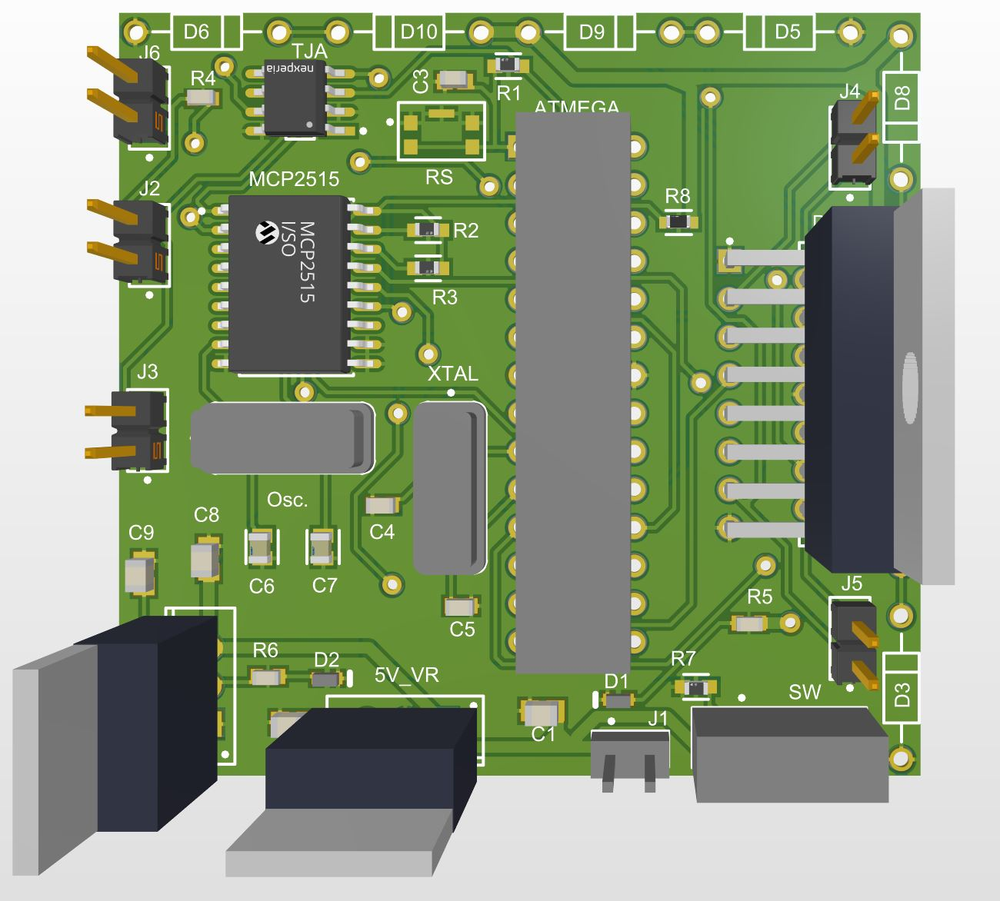 D6
D10
D9
D5
J6
TJA
nexperia
R4
C3
R1
ATMEGA
J4
D8
RS
MCP2515
J2
R8
MCP2515
I/SO
R2
R3
XTAL
J3
Osc.
C8
C9
C4
C6
C7
C5
J5
R5
R6
D2
5V_VR
R7
D1
SW
D3
J1
C1